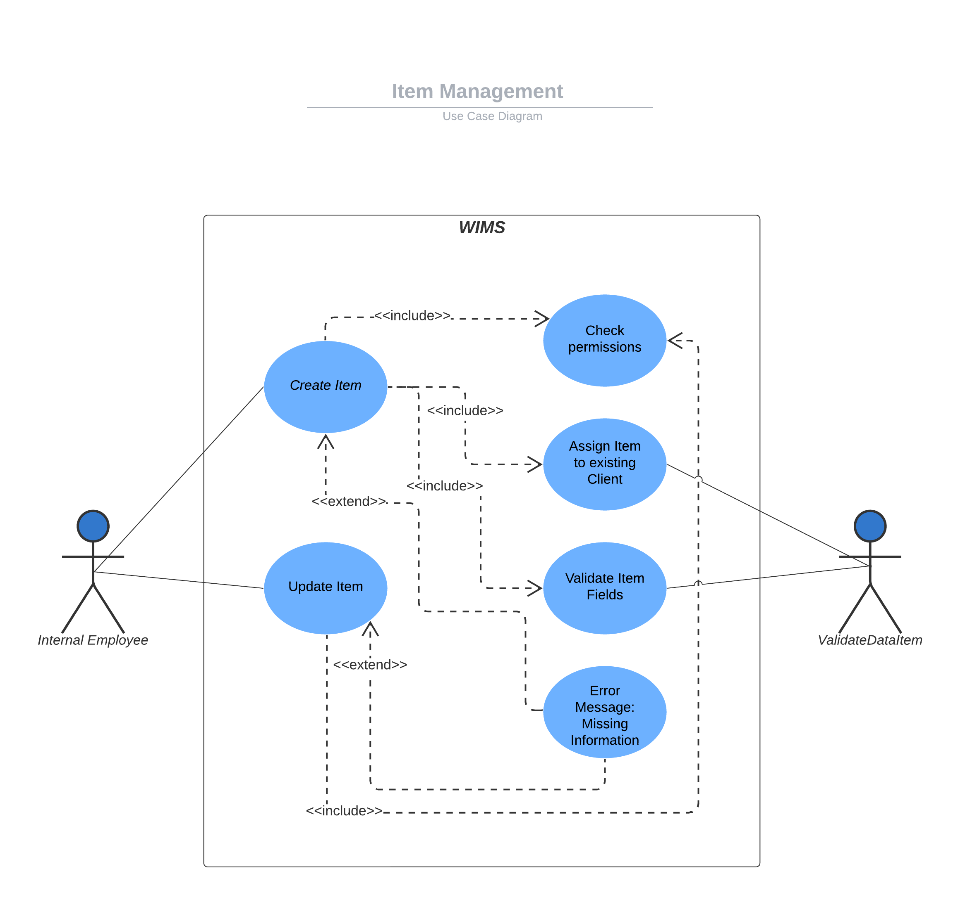 Item Management
Use Case Diagram
WIMS
<<include>>
Check
permissions
Create Item
<<include>>
Assign Item
to existing
Client
<<include>>
<<extend>>
Update Item
Validate Item
Fields
Internal Employee
ValidateDataItem
<<extend>>
Error
Message:
Missing
Information
<<include>>